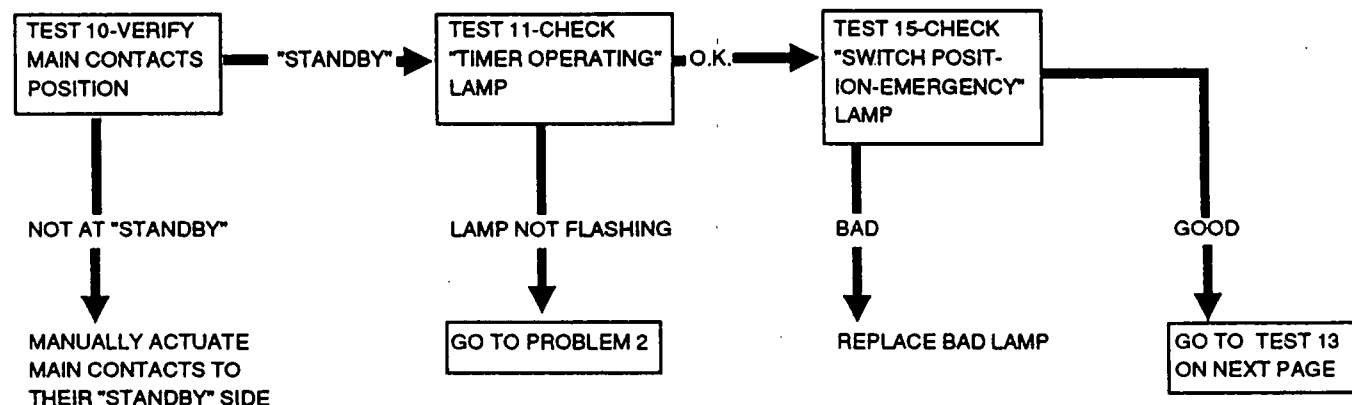 TEST 10-VERIFY
MAIN CONTACTS
POSITION
"STANDBY"
TEST 11-CHECK
"TIMER OPERATING"
LAMP
O.K.
TEST 15-CHECK
"SWITCH POSIT-
ION-EMERGENCY"
LAMP
NOT AT "STANDBY"
LAMP NOT FLASHING
BAD
GOOD
MANUALLY ACTUATE
MAIN CONTACTS TO
THEIR "STANDBY" SIDE
GO TO PROBLEM 2
REPLACE BAD LAMP
GO TO TEST 13
ON NEXT PAGE